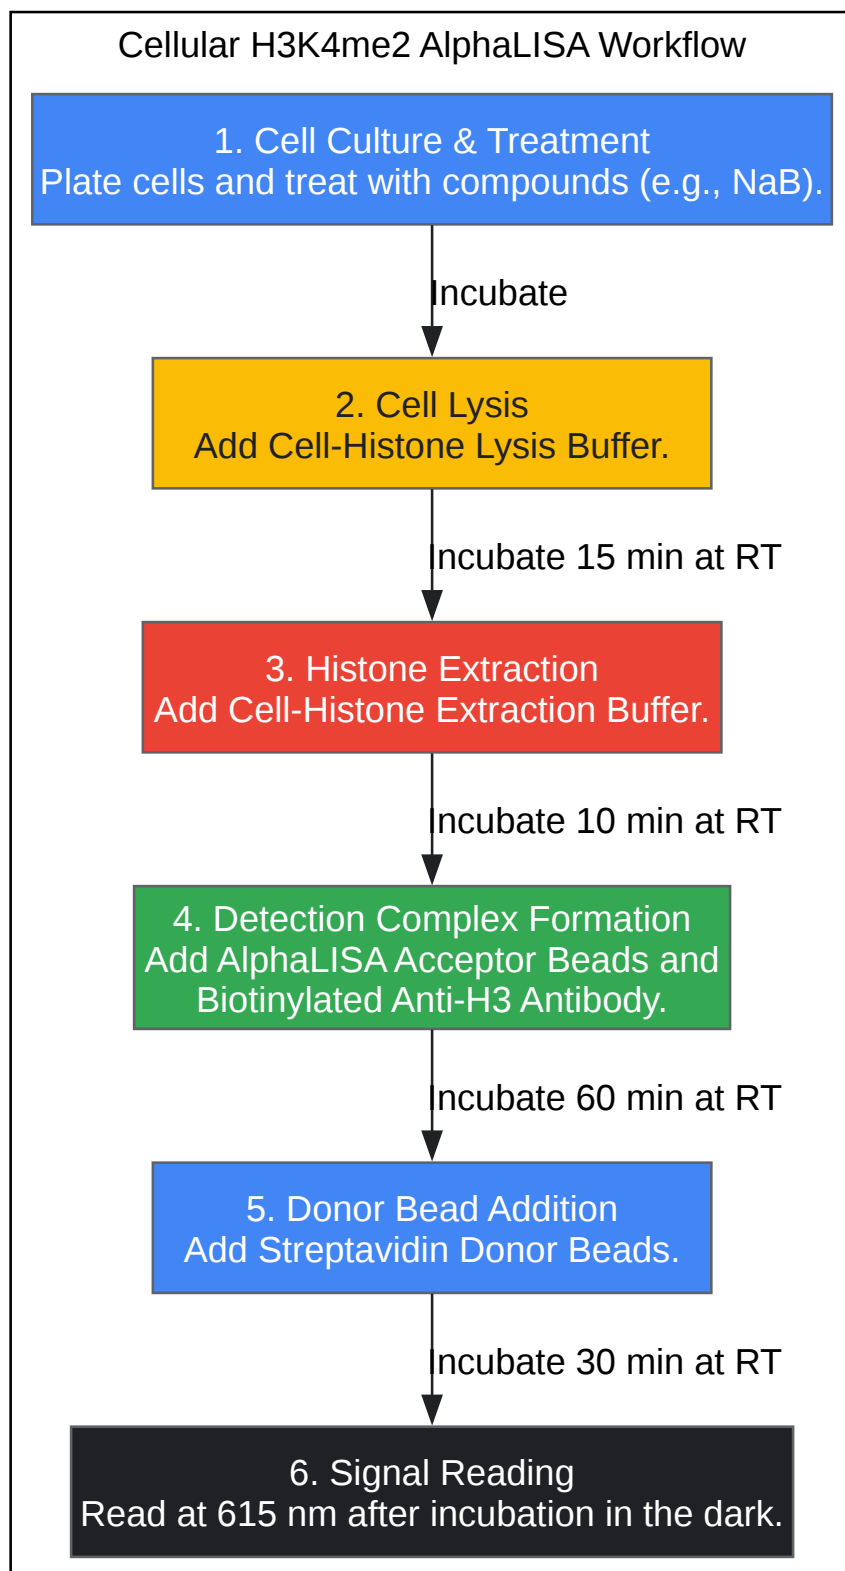 Cellular H3K4me2 AlphaLISA Workflow
1. Cell Culture & Treatment
Plate cells and treat with compounds (e.g., NaB).
Incubate
2. Cell Lysis
Add Cell-Histone Lysis Buffer.
Incubate 15 min at RT
3. Histone Extraction
Add Cell-Histone Extraction Buffer.
Incubate 10 min at RT
4. Detection Complex Formation
Add AlphaLISA Acceptor Beads and
Biotinylated Anti-H3 Antibody.
Incubate 60 min at RT
5. Donor Bead Addition
Add Streptavidin Donor Beads.
Incubate 30 min at RT
6. Signal Reading
Read at 615 nm after incubation in the dark.